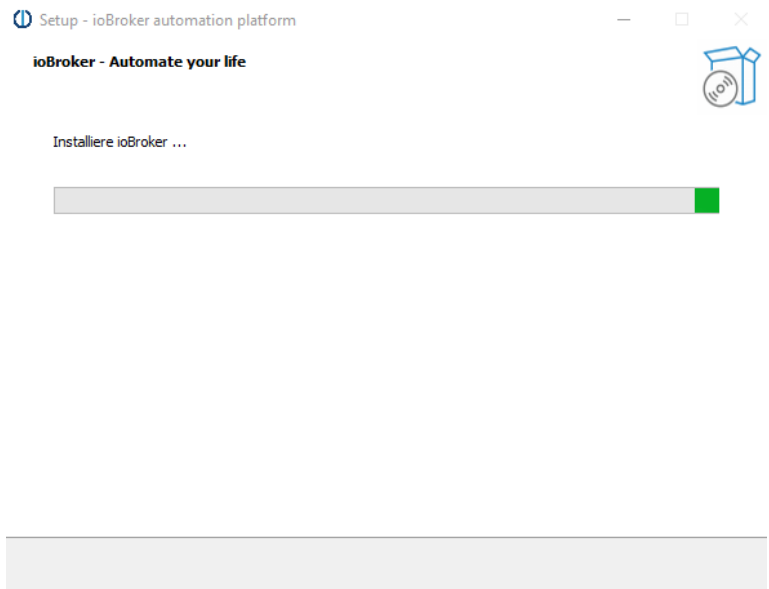 Setup - ioBroker automation platform
ioBroker - Automate your life
Installiere ioBroker ...